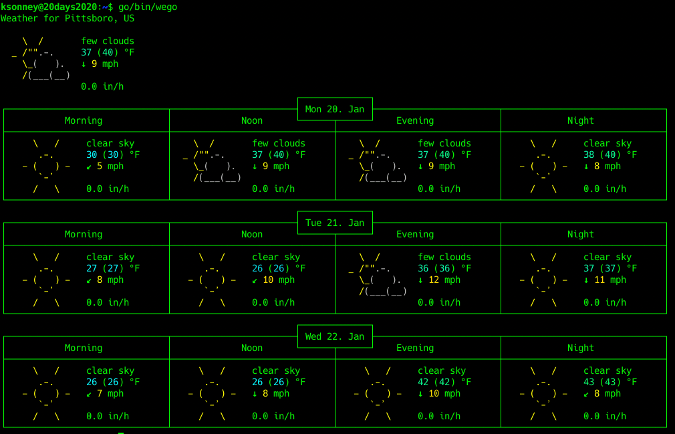 ksonney@20days2020:~$ go/bin/wego
Weather for Pittsboro, US
few clouds
37 (40) °F
↓ 9 mph
0.0 in/h
Mon 20. Jan
Morning Noon Evening Night
clear sky few clouds few clouds clear sky
30 (30) °F 37 (40) °F 37 (40) °F 38 (40) °F
↙ 5 mph ↓ 9 mph ↓ 9 mph ↓ 8 mph
0.0 in/h 0.0 in/h 0.0 in/h 0.0 in/h
Tue 21. Jan
Morning Noon Evening Night
clear sky clear sky few clouds clear sky
27 (27) °F 26 (26) °F 36 (36) °F 37 (37) °F
↙ 8 mph ↙ 10 mph ↓ 12 mph ↓ 11 mph
0.0 in/h 0.0 in/h 0.0 in/h 0.0 in/h
Wed 22. Jan
Morning Noon Evening Night
clear sky clear sky clear sky clear sky
26 (26) °F 26 (26) °F 42 (42) °F 43 (43) °F
↙ 7 mph ↓ 8 mph ↓ 10 mph ↙ 8 mph
0.0 in/h 0.0 in/h 0.0 in/h 0.0 in/h